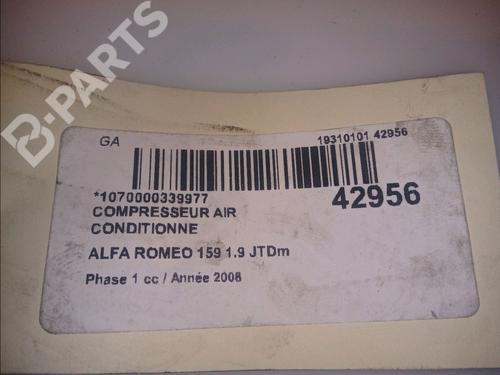 B-PARTS
GA
19310101 42956
*1070000339977
42956
COMPRESSEUR AIR
CONDITIONNE
ALFA ROMEO 159 1.9 JTDm
Phase 1 cc / Année 2008